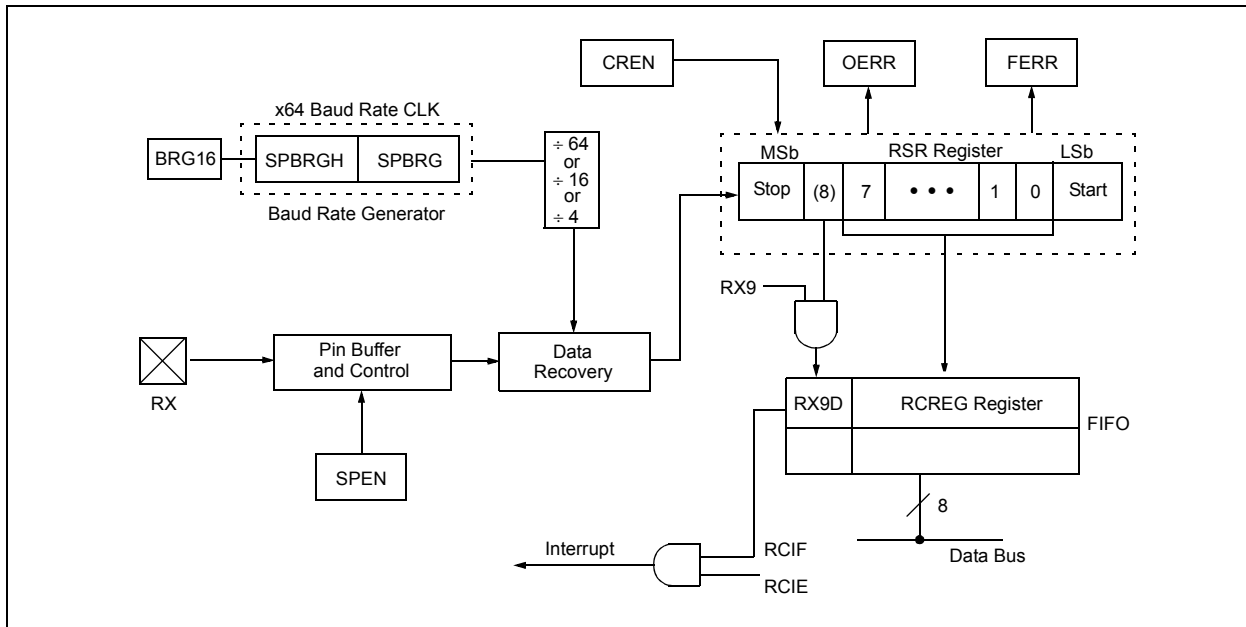 CREN
OERR
FERR
x64 Baud Rate CLK
BRG16
SPBRGH
SPBRG
Baud Rate Generator
÷ 64
or
÷ 16
or
÷ 4
MSb
RSR Register
LSb
Stop
(8)
7
• • •
1
0
Start
RX9
RX
Pin Buffer
and Control
Data
Recovery
SPEN
RX9D
RCREG Register
FIFO
8
Data Bus
Interrupt
RCIF
RCIE